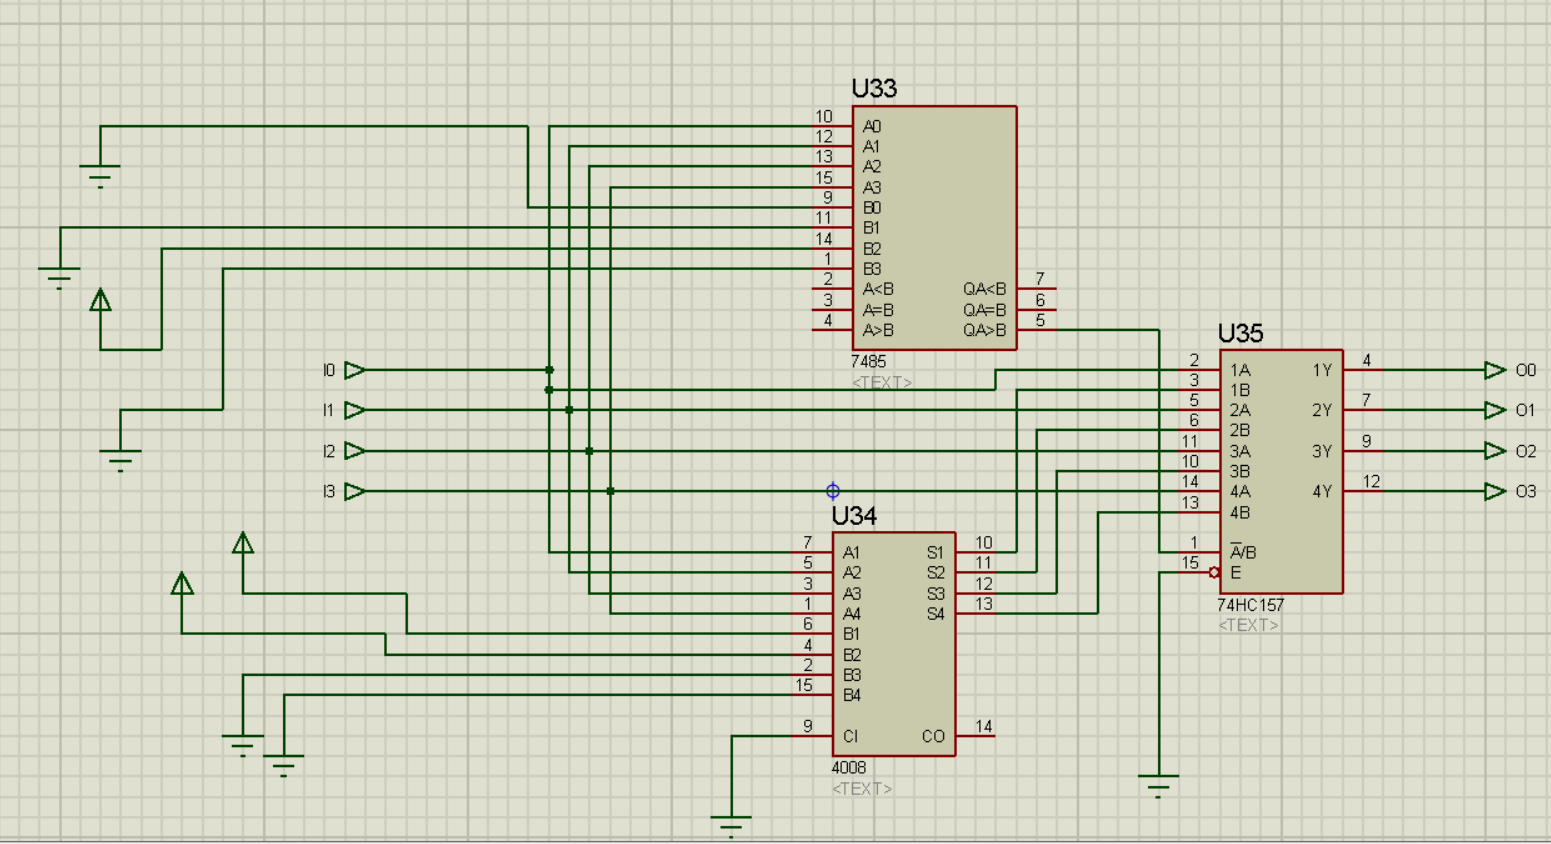 U33
10 A0
12 A1
13 A2
15 A3
9 B0
11 B1
14 B2
1 B3
2 A<B QA<B 7
3 A=B QA=B 6
4 A>B QA>B 5
7485
<TEXT>
I0
I1
I2
I3
U35
2 1A 1Y 4 O0
3 1B
5 2A 2Y 7 O1
6 2B
11 3A 3Y 9 O2
10 3B
14 4A 4Y 12 O3
13 4B
1 A̅/B
15 E
74HC157
<TEXT>
U34
7 A1 S1 10
5 A2 S2 11
3 A3 S3 12
1 A4 S4 13
6 B1
4 B2
2 B3
15 B4
9 CI CO 14
4008
<TEXT>